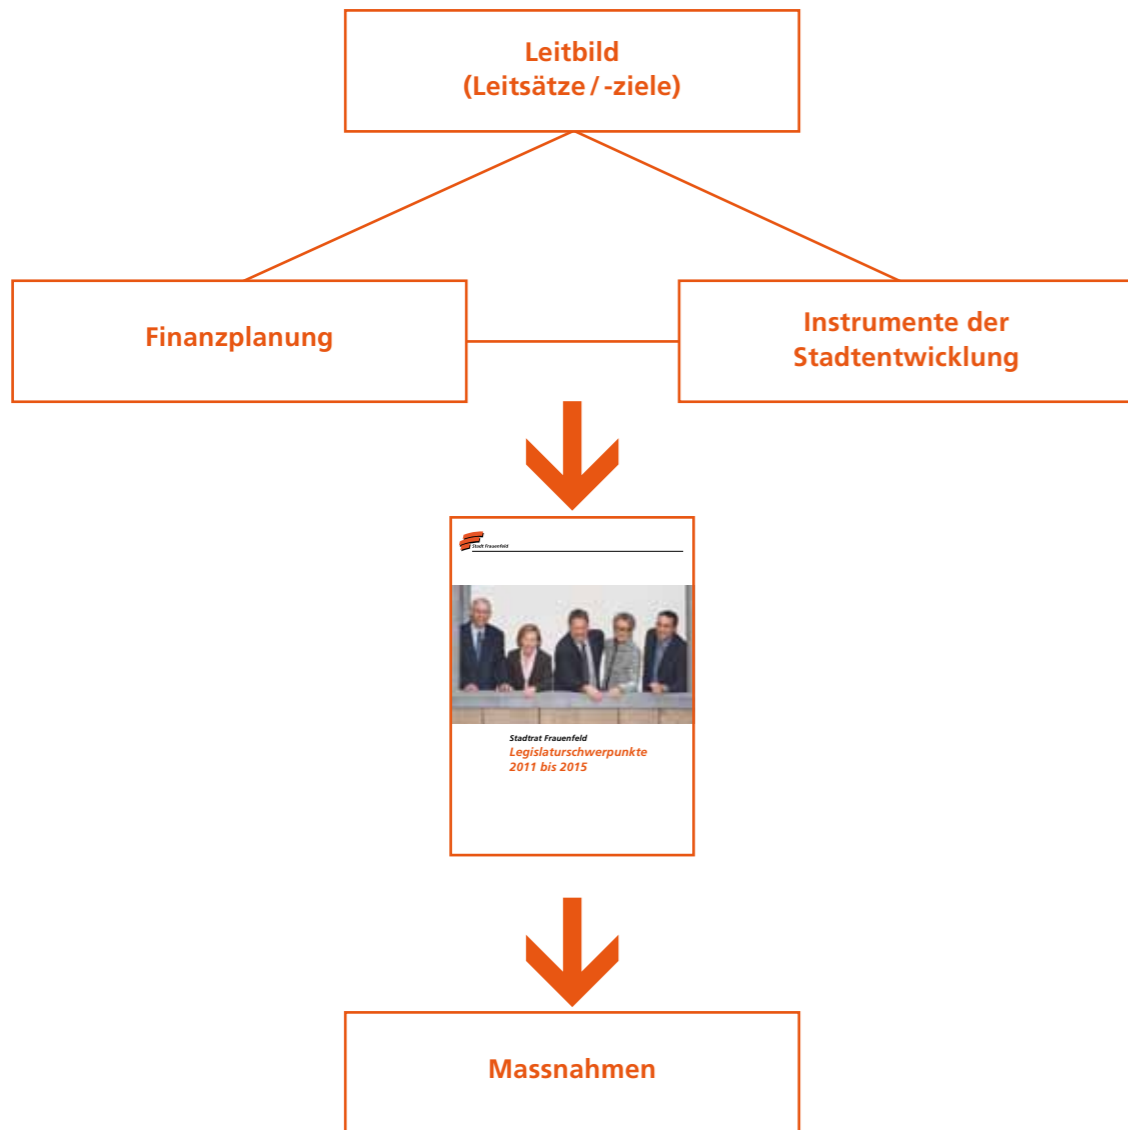 Leitbild
(Leitsätze / -ziele)
Finanzplanung
Instrumente der
Stadtentwicklung
Stadt Frauenfeld
Stadtrat Frauenfeld
Legislaturschwerpunkte
2011 bis 2015
Massnahmen